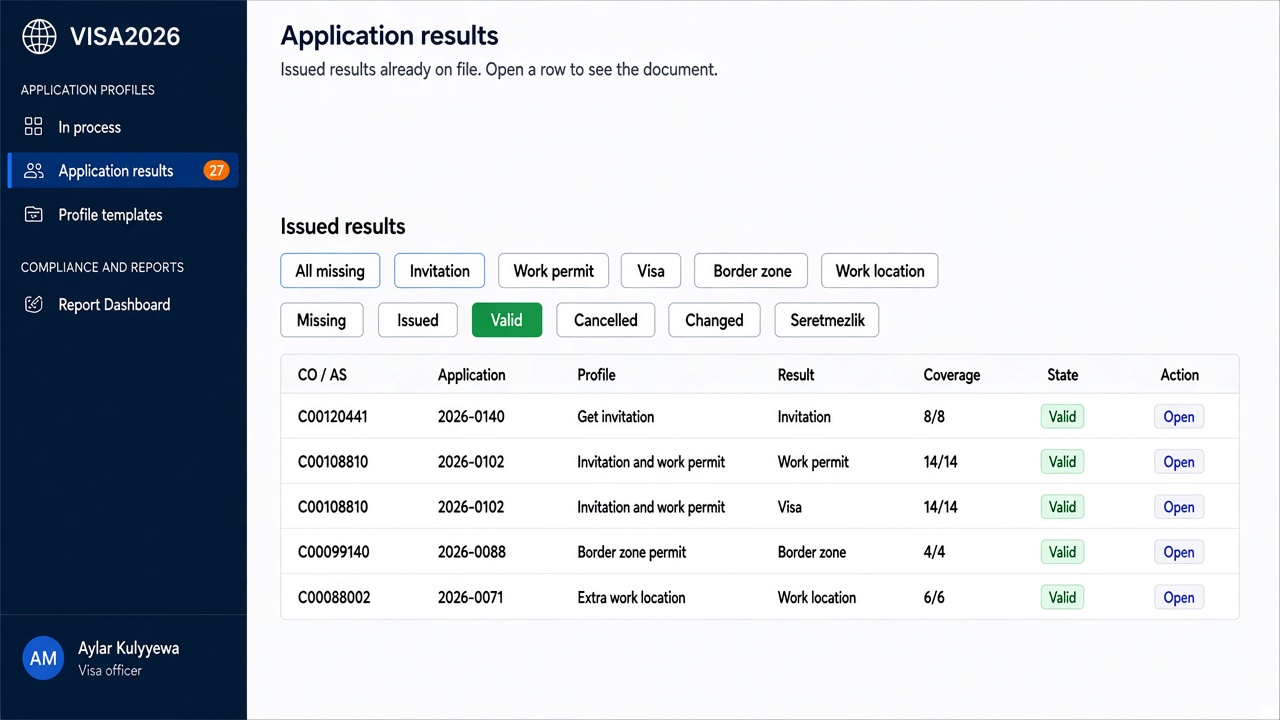 VISA2026
APPLICATION PROFILES
In process
Application results 27
Profile templates
COMPLIANCE AND REPORTS
Report Dashboard
AM
Aylar Kulyyewa
Visa officer
Application results
Issued results already on file. Open a row to see the document.
Issued results
All missing Invitation Work permit Visa Border zone Work location
Missing Issued Valid Cancelled Changed Seretmezlik
CO / AS Application Profile Result Coverage State Action
C00120441 2026-0140 Get invitation Invitation 8/8 Valid Open
C00108810 2026-0102 Invitation and work permit Work permit 14/14 Valid Open
C00108810 2026-0102 Invitation and work permit Visa 14/14 Valid Open
C00099140 2026-0088 Border zone permit Border zone 4/4 Valid Open
C00088002 2026-0071 Extra work location Work location 6/6 Valid Open